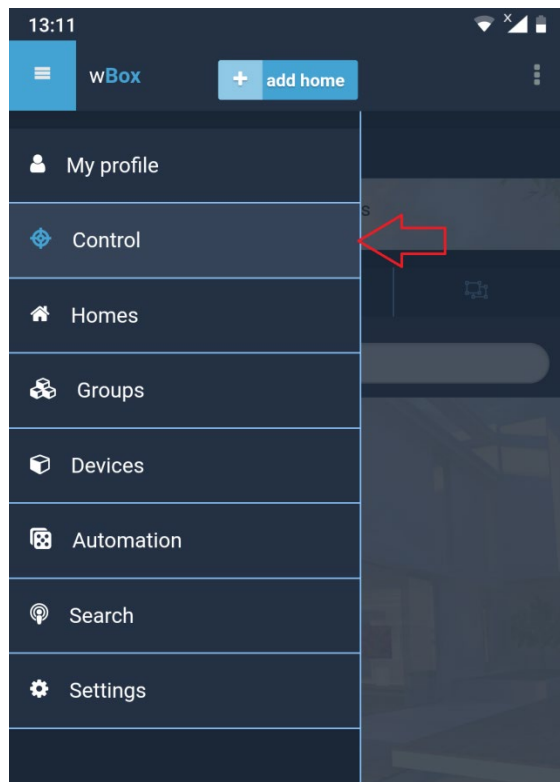 13:11
wBox
add home
My profile
s
Control
Homes
Groups
Devices
Automation
Search
Settings